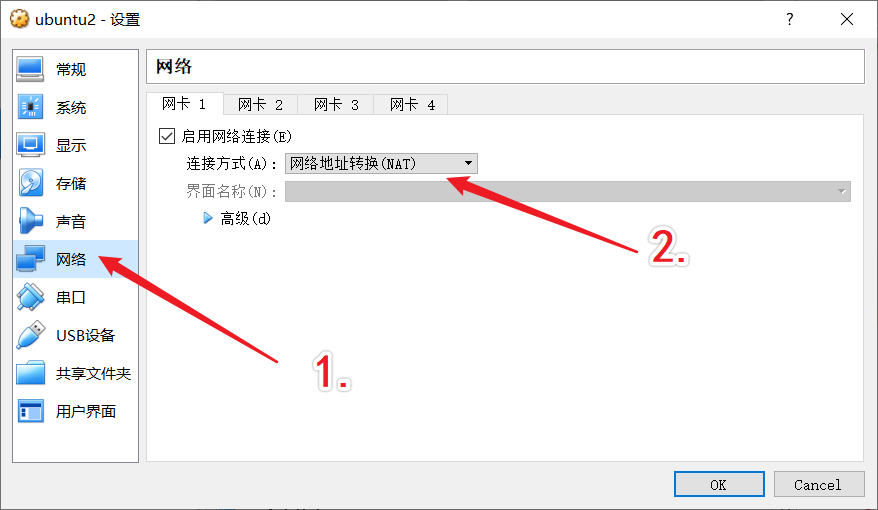 ubuntu2 - 设置
?
常规
系统
显示
存储
声音
网络
串口
USB设备
共享文件夹
用户界面
网络
网卡 1
网卡 2
网卡 3
网卡 4
启用网络连接(E)
连接方式(A): 网络地址转换(NAT)
界面名称(N):
高级(d)
1.
2.
OK
Cancel